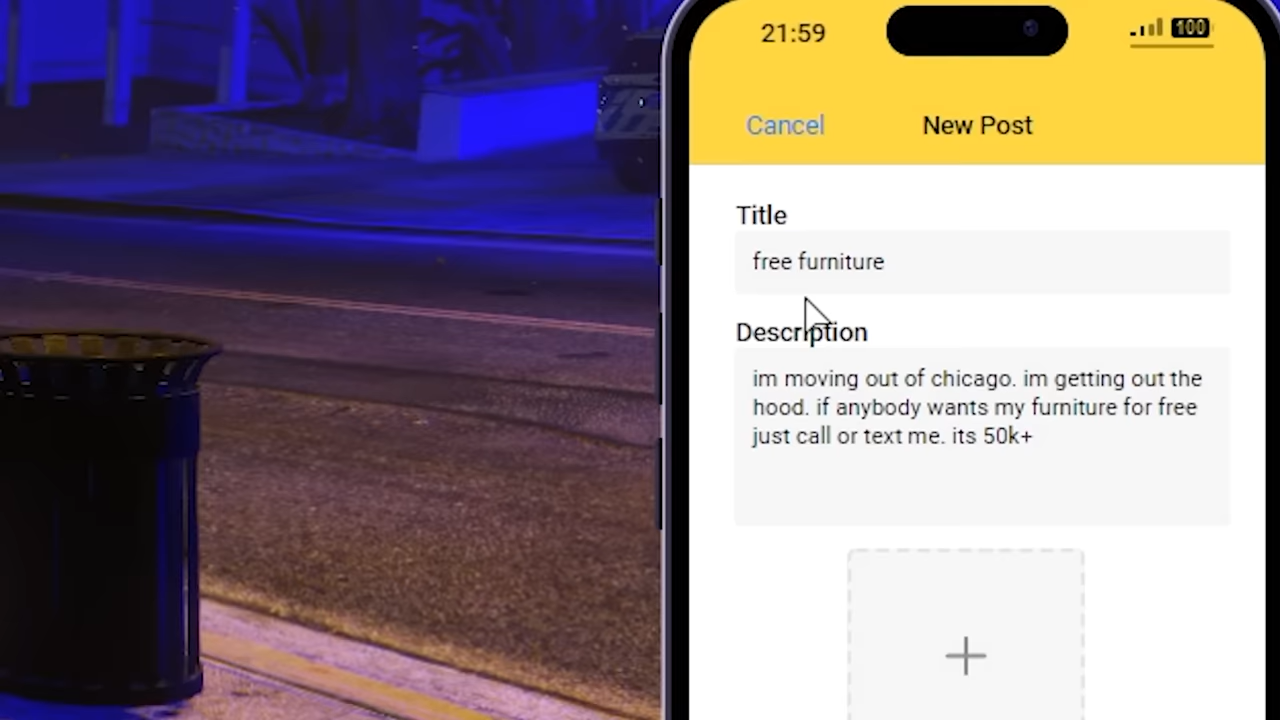 21:59
100
Cancel
New Post
Title
free furniture
Description
im moving out of chicago. im getting out the
hood. if anybody wants my furniture for free
just call or text me. its 50k+